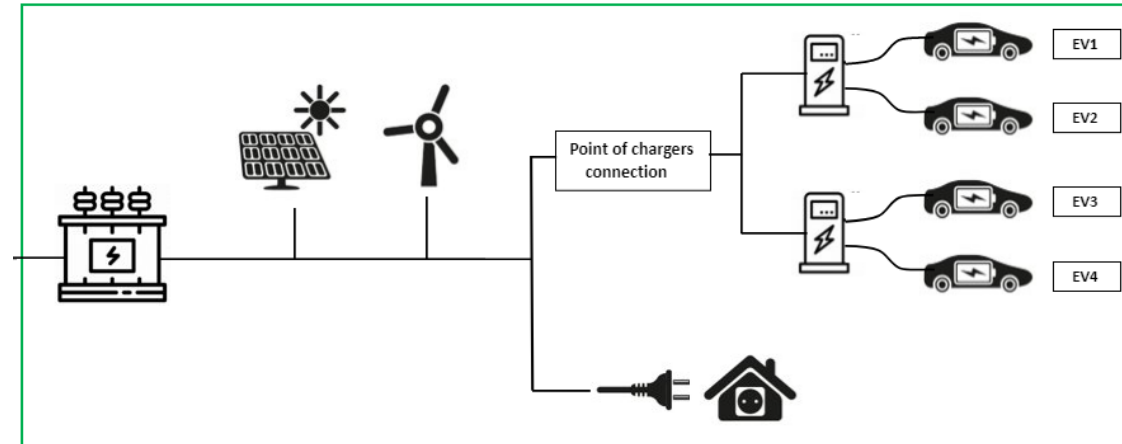 EV1
EV2
Point of chargers
connection
EV3
EV4